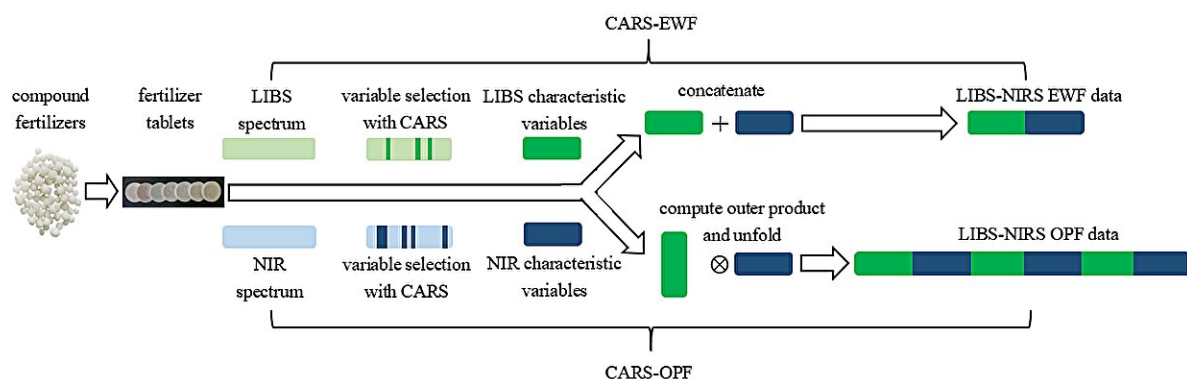 CARS-EWF
compound
fertilizers
fertilizer
tablets
LIBS
spectrum
variable selection
with CARS
LIBS characteristic
variables
concatenate
+
LIBS-NIRS EWF data
NIR
spectrum
variable selection
with CARS
NIR characteristic
variables
compute outer product
and unfold
⊗
LIBS-NIRS OPF data
CARS-OPF